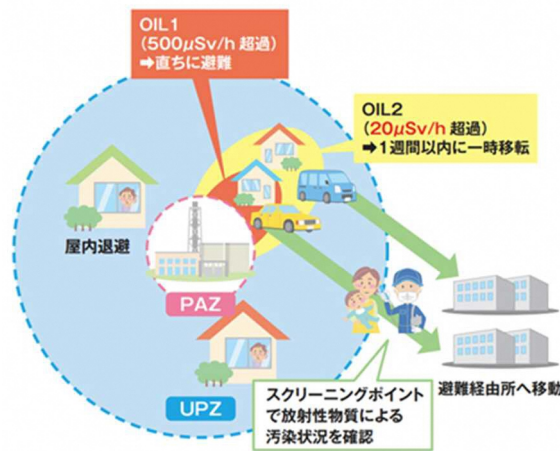 OIL1
(500μSv/h 超過)
➡直ちに避難
OIL2
(20μSv/h 超過)
➡1週間以内に一時移転
屋内退避
PAZ
UPZ
スクリーニングポイント
で放射性物質による
汚染状況を確認
避難経由所へ移動